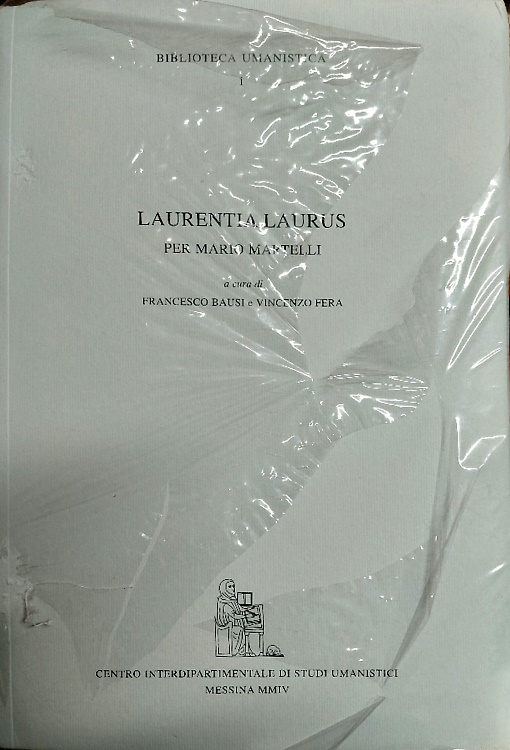 BIBLIOTECA UMANISTICA
1
LAURENTIA LAURUS
PER MARIO MARTELLI
a cura di
FRANCESCO BAUSI e VINCENZO FERA
CENTRO INTERDIPARTIMENTALE DI STUDI UMANISTICI
MESSINA MMIV